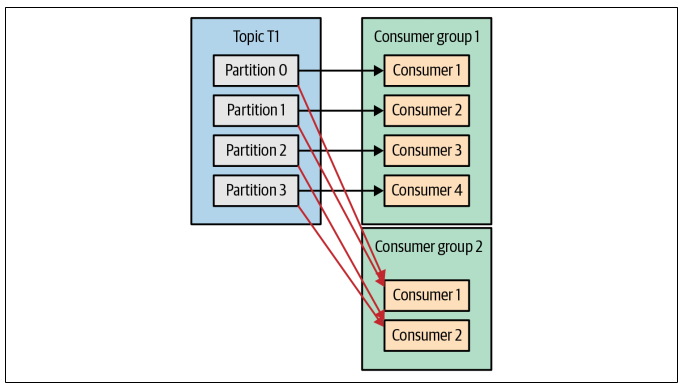 Topic T1
Partition 0
Partition 1
Partition 2
Partition 3
Consumer group 1
Consumer 1
Consumer 2
Consumer 3
Consumer 4
Consumer group 2
Consumer 1
Consumer 2